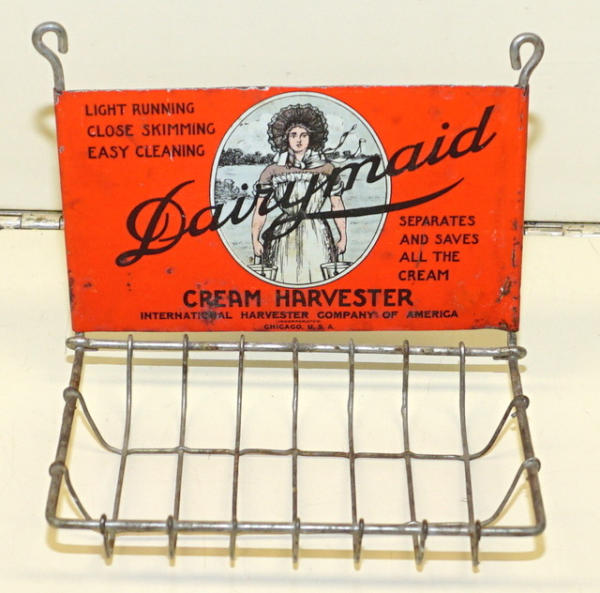 LIGHT RUNNING
CLOSE SKIMMING
EASY CLEANING
Dairymaid
SEPARATES
AND SAVES
ALL THE
CREAM
CREAM HARVESTER
INTERNATIONAL HARVESTER COMPANY OF AMERICA
INCORPORATED
CHICAGO, U.S.A.